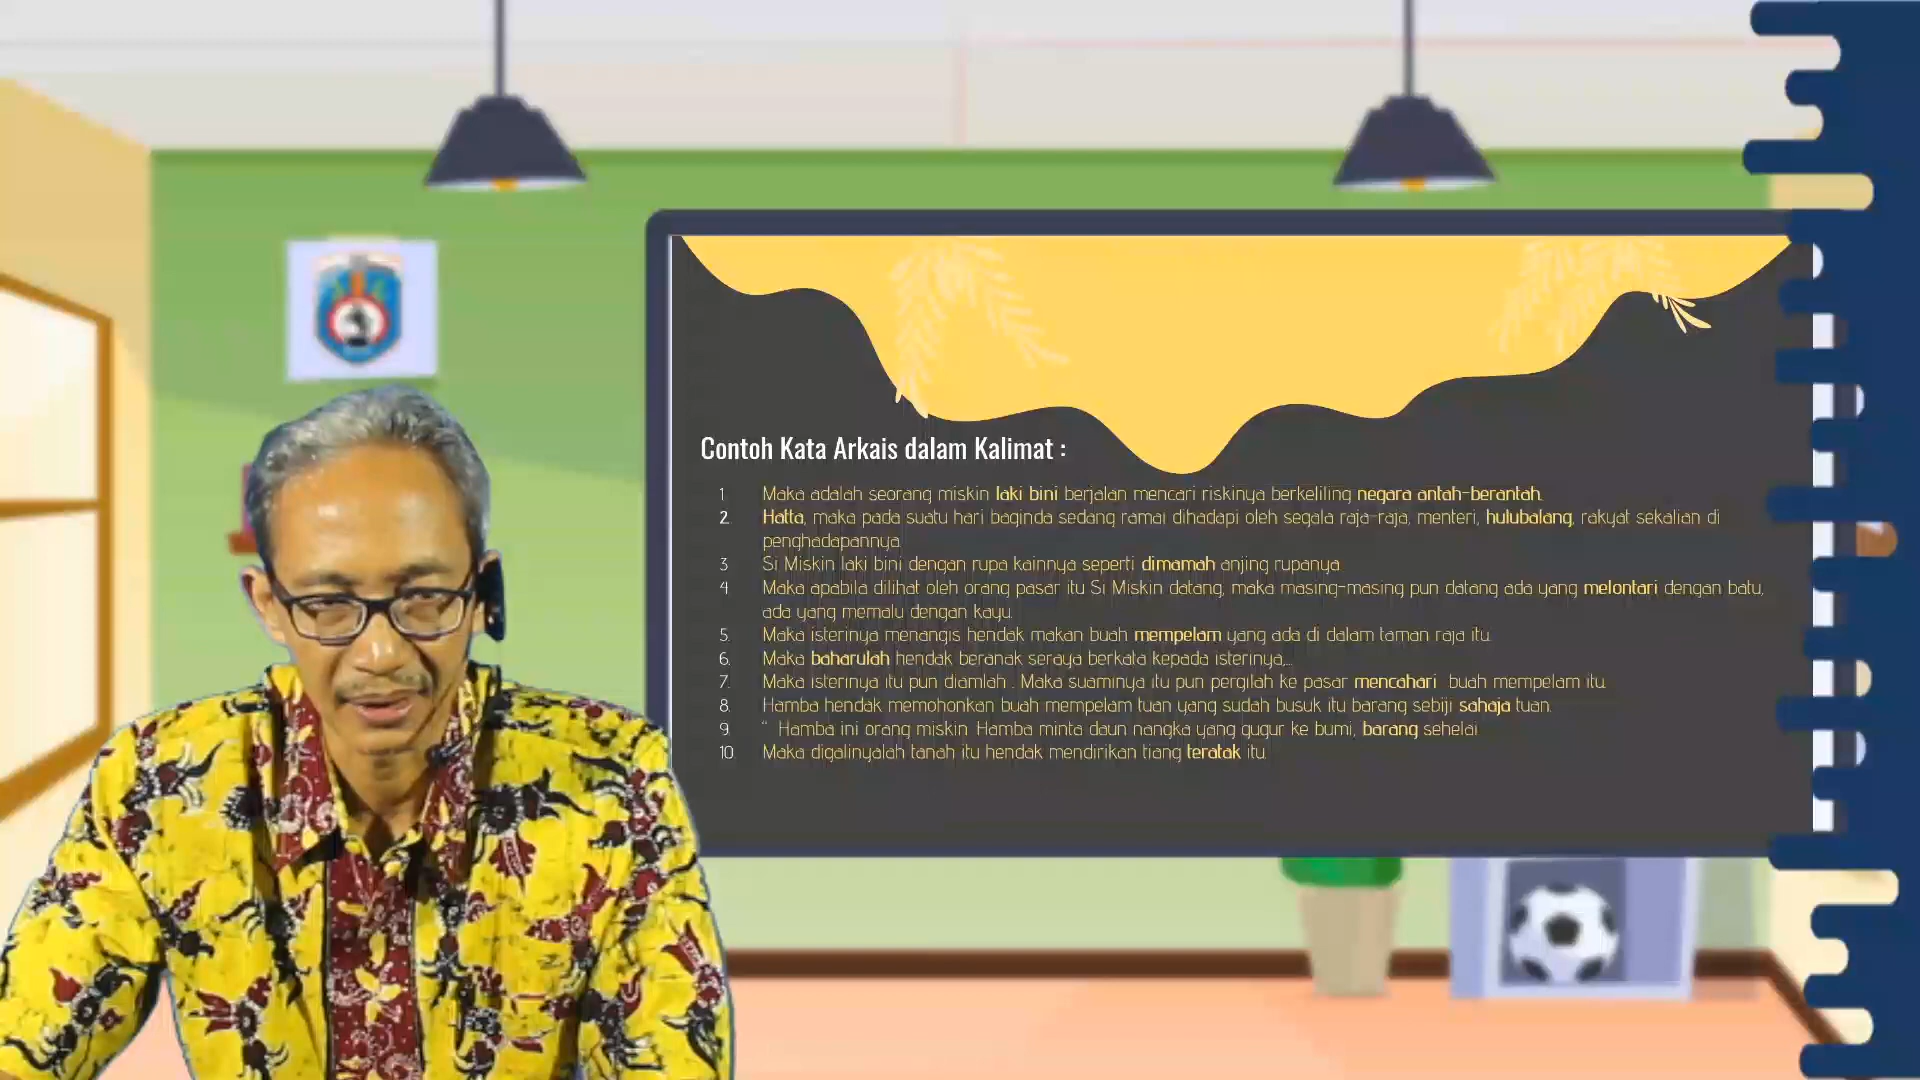 Contoh Kata Arkais dalam Kalimat :
1 Maka adalah seorang miskin laki bini berjalan mencari riskinya berkeliling negara antah-berantah.
2. Hatta, maka pada suatu hari baginda sedang ramai dihadapi oleh segala raja-raja, menteri, hulubalang, rakyat sekalian di
penghadapannya.
3 Si Miskin laki bini dengan rupa kainnya seperti dimamah anjing rupanya.
4. Maka apabila dilihat oleh orang pasar itu Si Miskin datang, maka masing-masing pun datang ada yang melontari dengan batu,
ada yang memalu dengan kayu.
5. Maka isterinya menangis hendak makan buah mempelam yang ada di dalam taman raja itu.
6. Maka baharulah hendak beranak seraya berkata kepada isterinya,...
7. Maka isterinya itu pun diamlah . Maka suaminya itu pun pergilah ke pasar mencahari buah mempelam itu.
8. Hamba hendak memohonkan buah mempelam tuan yang sudah busuk itu barang sebiji sahaja tuan.
9. “ Hamba ini orang miskin. Hamba minta daun nangka yang gugur ke bumi, barang sehelai
10. Maka digalinyalah tanah itu hendak mendirikan tiang teratak itu.